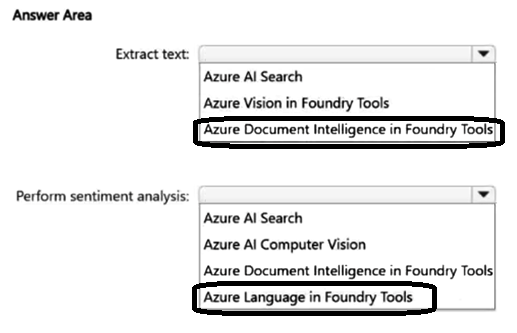 Answer Area
Extract text:
Azure AI Search
Azure Vision in Foundry Tools
Azure Document Intelligence in Foundry Tools
Perform sentiment analysis:
Azure AI Search
Azure AI Computer Vision
Azure Document Intelligence in Foundry Tools
Azure Language in Foundry Tools